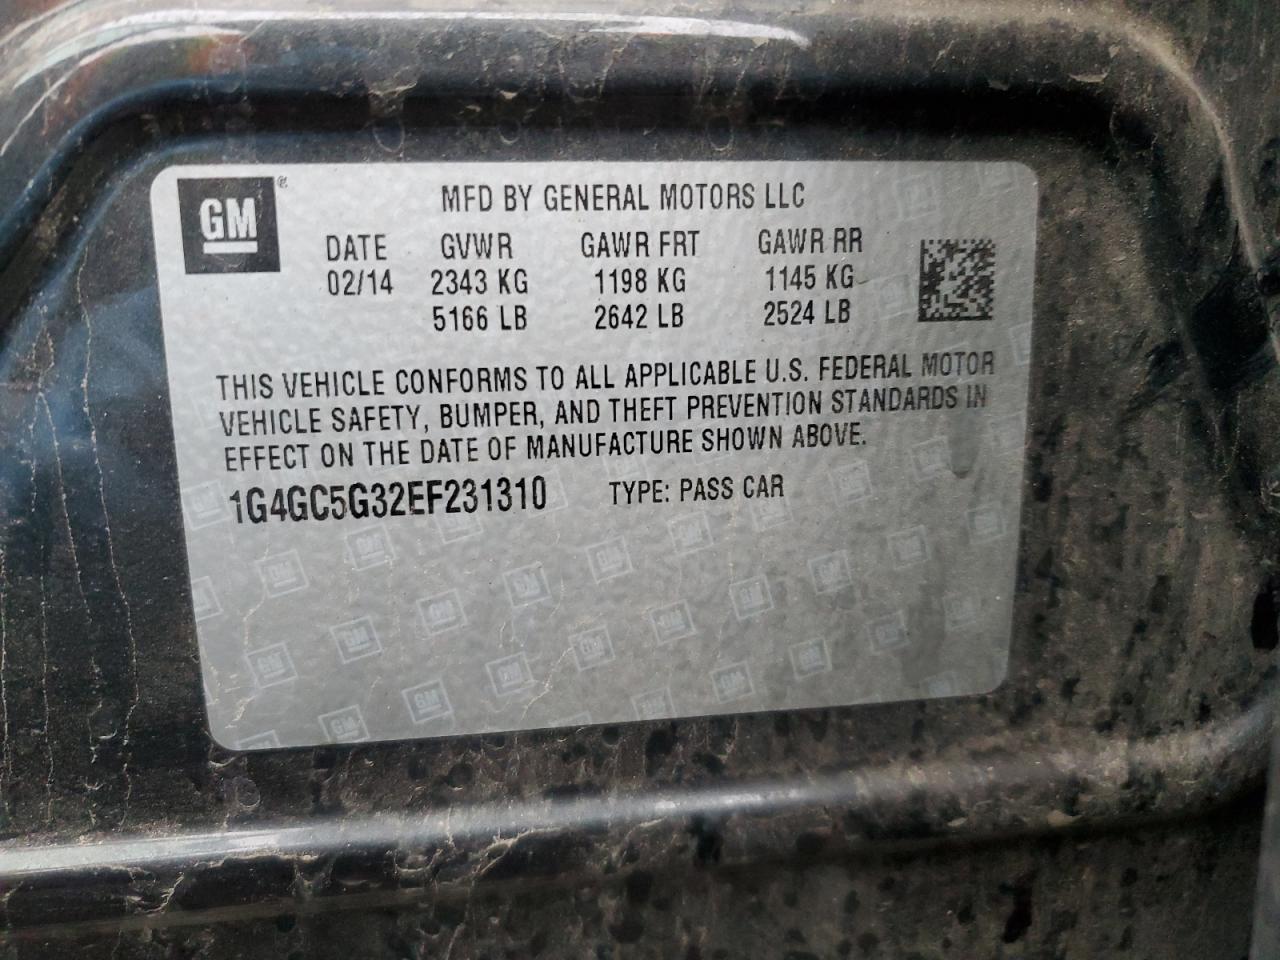 GM®
MFD BY GENERAL MOTORS LLC
DATE GVWR GAWR FRT GAWR RR
02/14 2343 KG 1198 KG 1145 KG
5166 LB 2642 LB 2524 LB
THIS VEHICLE CONFORMS TO ALL APPLICABLE U.S. FEDERAL MOTOR
VEHICLE SAFETY, BUMPER, AND THEFT PREVENTION STANDARDS IN
EFFECT ON THE DATE OF MANUFACTURE SHOWN ABOVE.
1G4GC5G32EF231310 TYPE: PASS CAR